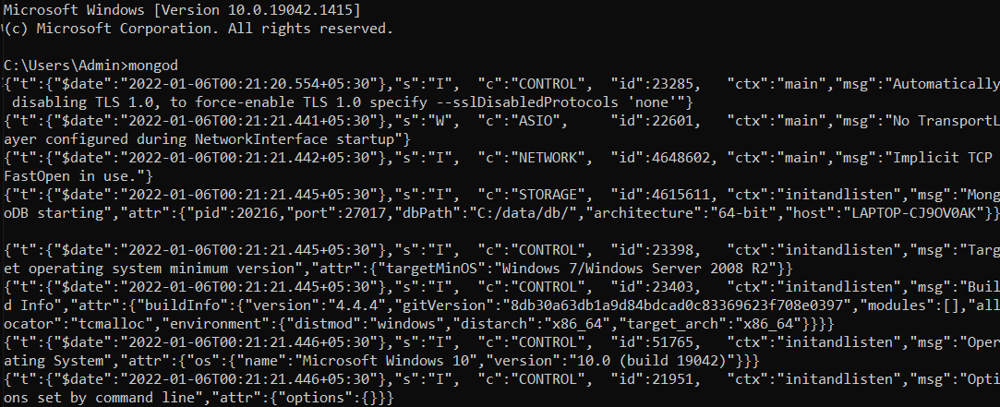 Microsoft Windows [Version 10.0.19042.1415]
(c) Microsoft Corporation. All rights reserved.
C:\Users\Admin>mongod
{"t":{"$date":"2022-01-06T00:21:20.554+05:30"},"s":"I",  "c":"CONTROL",  "id":23285,   "ctx":"main","msg":"Automatically
 disabling TLS 1.0, to force-enable TLS 1.0 specify --sslDisabledProtocols 'none'"}
{"t":{"$date":"2022-01-06T00:21:21.441+05:30"},"s":"W",  "c":"ASIO",     "id":22601,   "ctx":"main","msg":"No TransportL
ayer configured during NetworkInterface startup"}
{"t":{"$date":"2022-01-06T00:21:21.442+05:30"},"s":"I",  "c":"NETWORK",  "id":4648602, "ctx":"main","msg":"Implicit TCP
FastOpen in use."}
{"t":{"$date":"2022-01-06T00:21:21.445+05:30"},"s":"I",  "c":"STORAGE",  "id":4615611, "ctx":"initandlisten","msg":"Mong
oDB starting","attr":{"pid":20216,"port":27017,"dbPath":"C:/data/db/","architecture":"64-bit","host":"LAPTOP-CJ9OV0AK"}}
{"t":{"$date":"2022-01-06T00:21:21.445+05:30"},"s":"I",  "c":"CONTROL",  "id":23398,   "ctx":"initandlisten","msg":"Targ
et operating system minimum version","attr":{"targetMinOS":"Windows 7/Windows Server 2008 R2"}}
{"t":{"$date":"2022-01-06T00:21:21.445+05:30"},"s":"I",  "c":"CONTROL",  "id":23403,   "ctx":"initandlisten","msg":"Buil
d Info","attr":{"buildInfo":{"version":"4.4.4","gitVersion":"8db30a63db1a9d84bdcad0c83369623f708e0397","modules":[],"all
ocator":"tcmalloc","environment":{"distmod":"windows","distarch":"x86_64","target_arch":"x86_64"}}}}
{"t":{"$date":"2022-01-06T00:21:21.446+05:30"},"s":"I",  "c":"CONTROL",  "id":51765,   "ctx":"initandlisten","msg":"Oper
ating System","attr":{"os":{"name":"Microsoft Windows 10","version":"10.0 (build 19042)"}}}
{"t":{"$date":"2022-01-06T00:21:21.446+05:30"},"s":"I",  "c":"CONTROL",  "id":21951,   "ctx":"initandlisten","msg":"Opti
ons set by command line","attr":{"options":{}}}